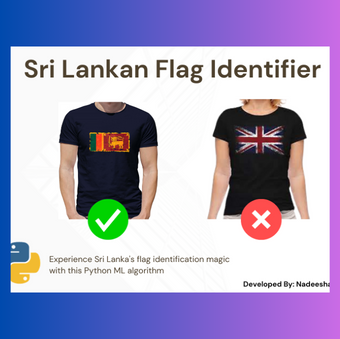 Sri Lankan Flag Identifier
Experience Sri Lanka's flag identification magic
with this Python ML algorithm
Developed By: Nadeesha